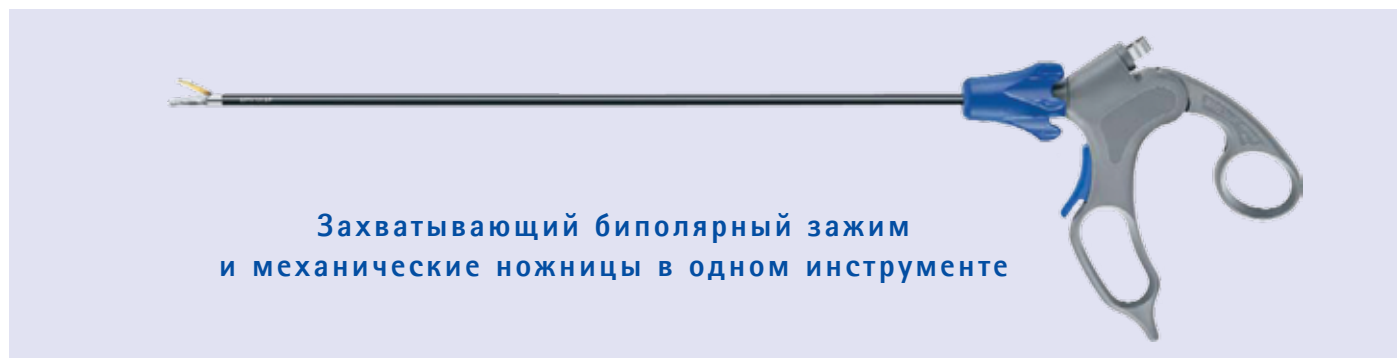 Захватывающий биполярный зажим
и механические ножницы в одном инструменте